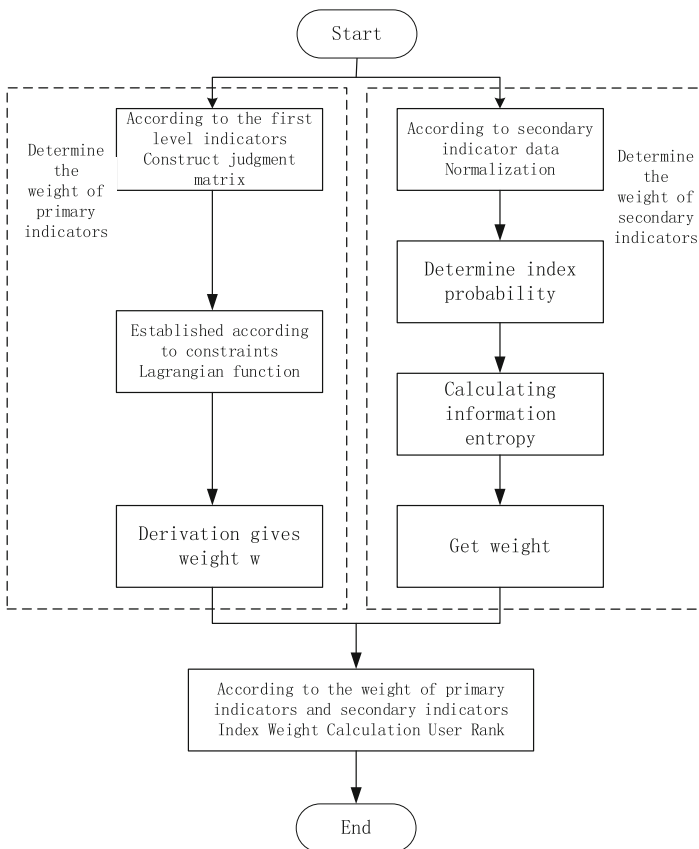 Start
Determine
the
weight of
primary
indicators
According to the first
level indicators
Construct judgment
matrix
Established according
to constraints
Lagrangian function
Derivation gives
weight w
According to secondary
indicator data
Normalization
Determine index
probability
Calculating
information
entropy
Get weight
Determine
the
weight of
secondary
indicators
According to the weight of primary
indicators and secondary indicators
Index Weight Calculation User Rank
End